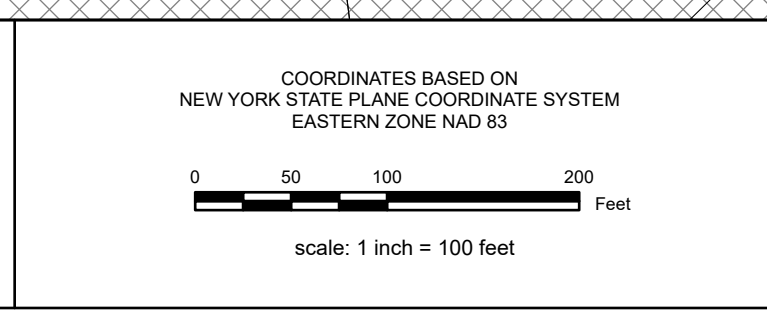 COORDINATES BASED ON
NEW YORK STATE PLANE COORDINATE SYSTEM
EASTERN ZONE NAD 83
0 50 100 200
Feet
scale: 1 inch = 100 feet